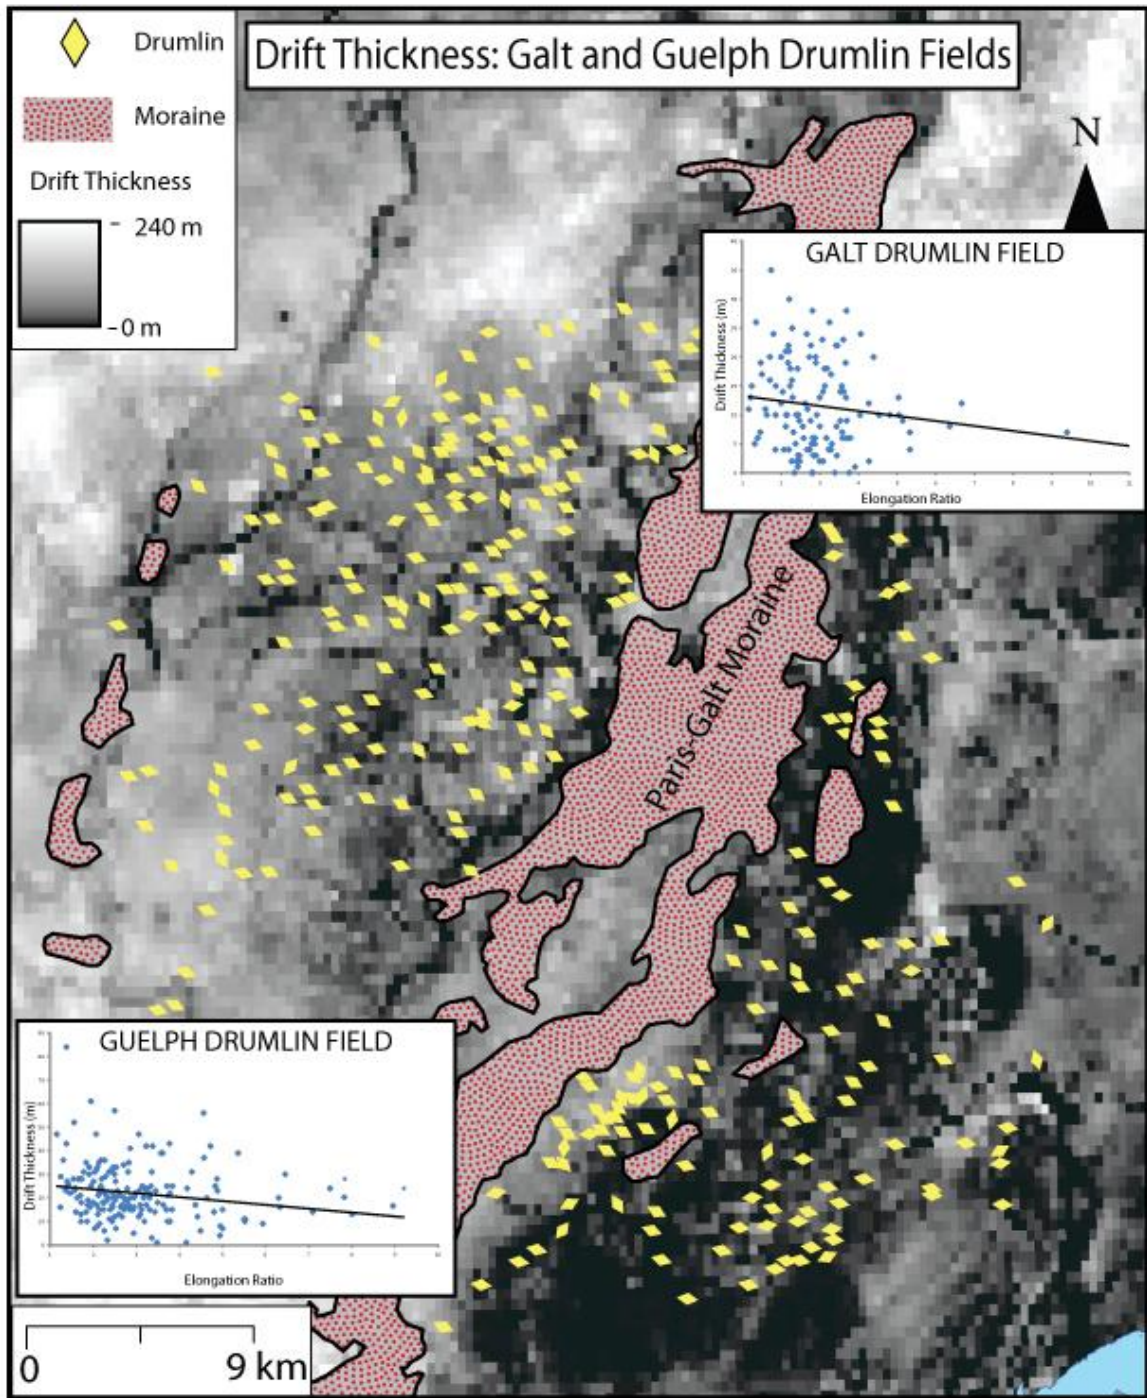 Drumlin
Moraine
Drift Thickness
240 m
0 m
Drift Thickness: Galt and Guelph Drumlin Fields
N
GALT DRUMLIN FIELD
Drift Thickness (m)
Elongation Ratio
Paris-Galt Moraine
GUELPH DRUMLIN FIELD
Drift Thickness (m)
Elongation Ratio
0 9 km